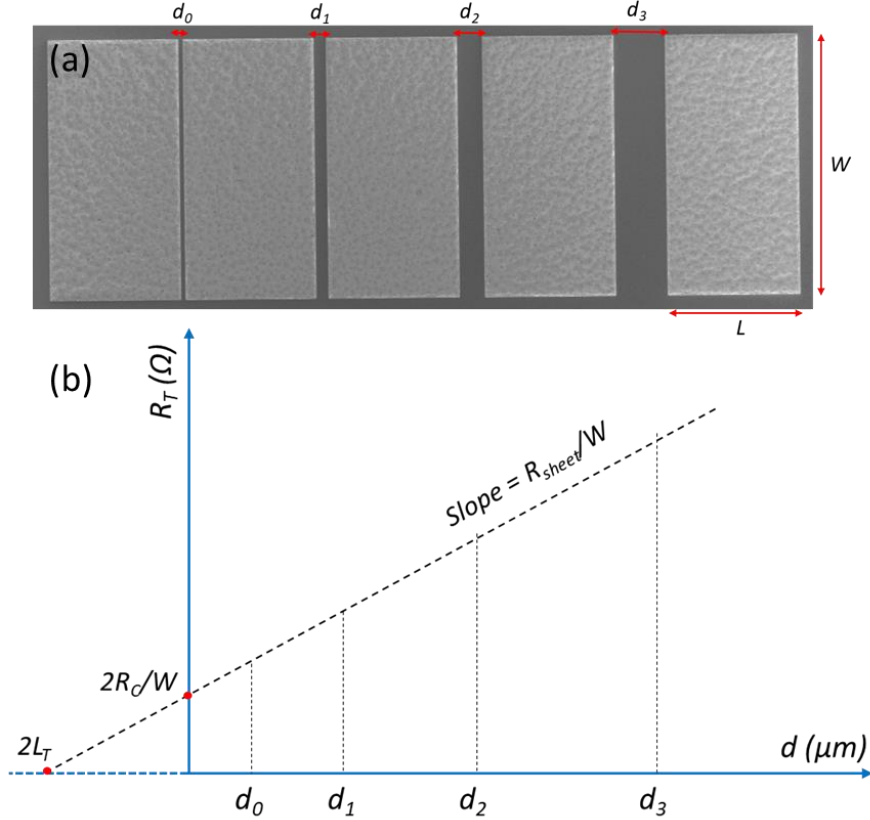 d0 d1 d2 d3
(a)
W
L
(b)
RT (Ω)
Slope = Rsheet/W
2RC/W
2LT
d (μm)
d0 d1 d2 d3